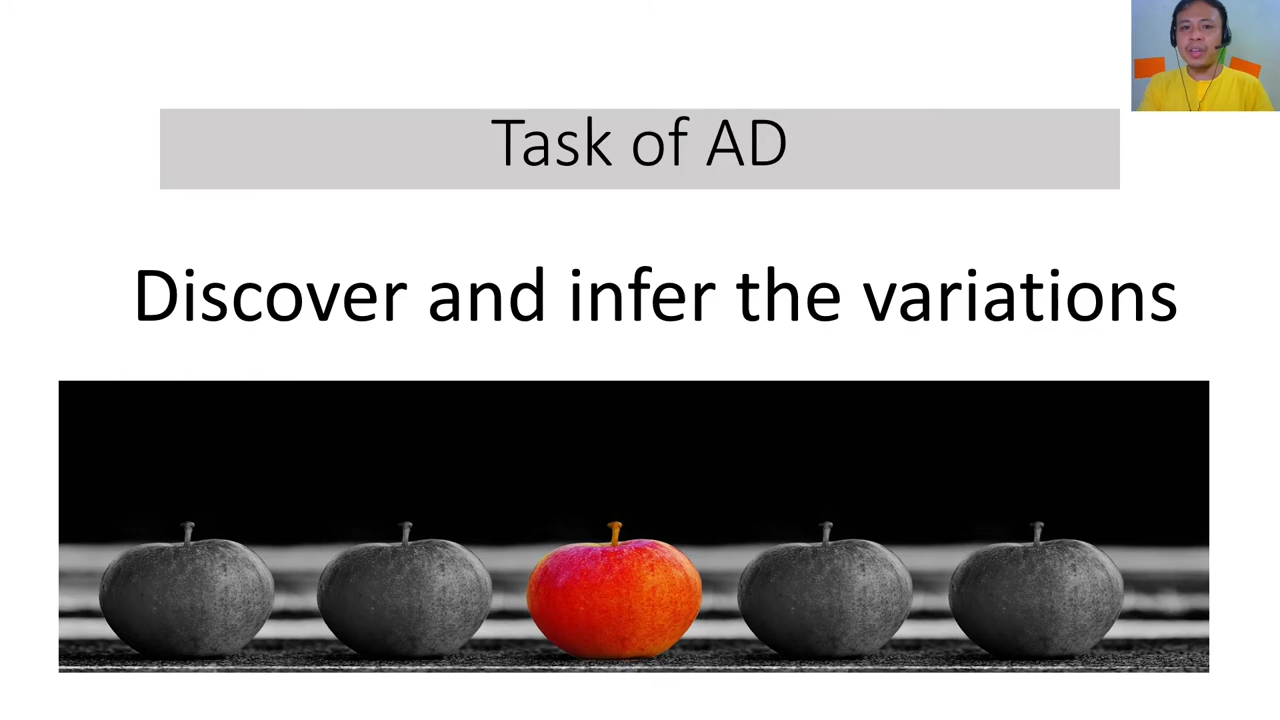 Task of AD
Discover and infer the variations